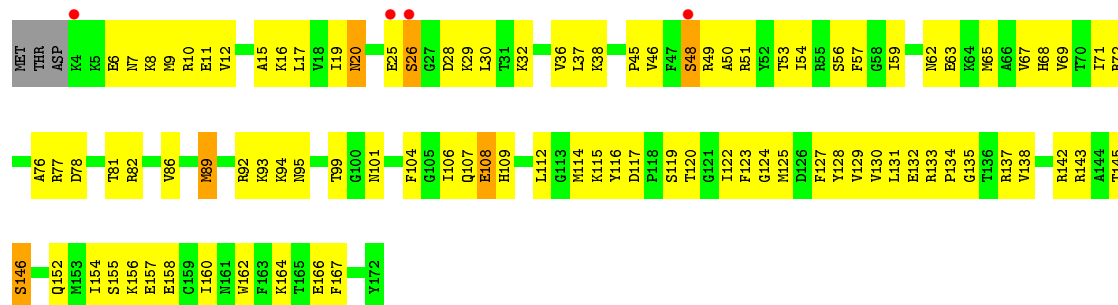 MET THR ASP K4 K5 E6 N7 K8 M9 R10 E11 V12 A15 K16 L17 V18 I19 N20 E25 S26 G27 D28 K29 L30 T31 K32 V36 L37 K38 P45 V46 F47 S48 R49 A50 R51 Y52 T53 I54 R55 S56 F57 G58 I59 N62 E63 K64 M65 A66 V67 H68 V69 T70 I71
A76 R77 D78 T81 R82 V86 M89 R92 K93 K94 N95 T99 G100 N101 F104 G105 I106 Q107 E108 H109 L112 G113 M114 K115 Y116 D117 P118 S119 T120 G121 I122 F123 G124 M125 D126 F127 Y128 V129 V130 L131 E132 R133 P134 G135 T136 R137 V138 R142 R143 A144 T145
S146 Q152 M153 I154 S155 K156 E157 E158 C159 I160 N161 W162 F163 K164 T165 E166 F167 Y172